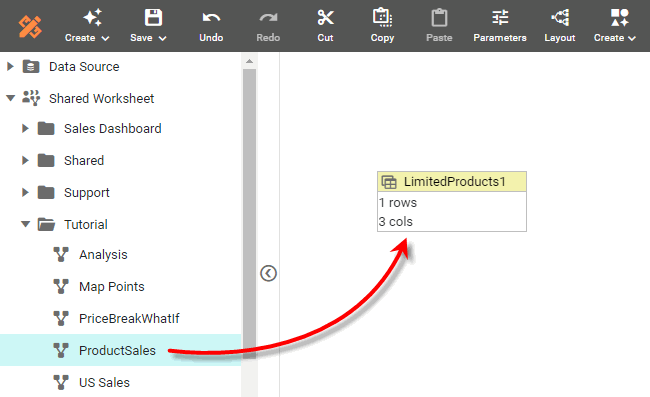 Create Save Undo Redo Cut Copy Paste Parameters Layout Create
Data Source
Shared Worksheet
Sales Dashboard
Shared
Support
Tutorial
Analysis
Map Points
PriceBreakWhatIf
ProductSales
US Sales
LimitedProducts1
1 rows
3 cols